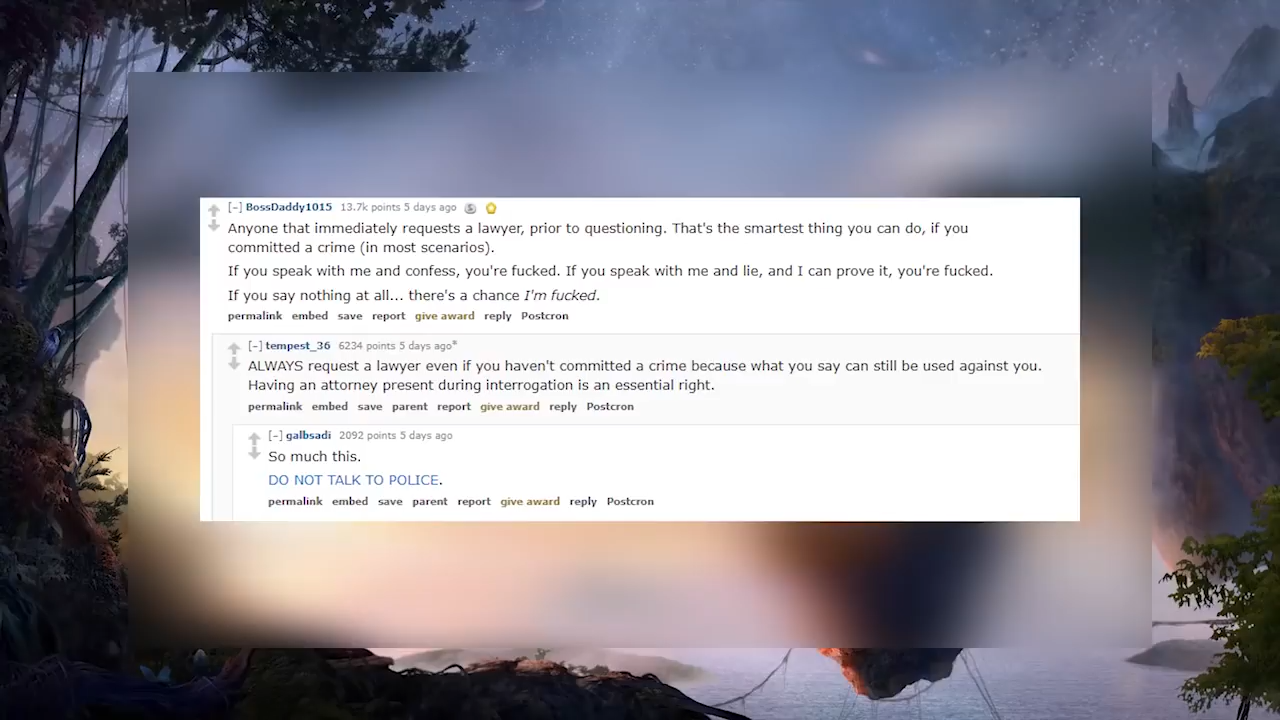 [–] BossDaddy1015 13.7k points 5 days ago S
Anyone that immediately requests a lawyer, prior to questioning. That's the smartest thing you can do, if you
committed a crime (in most scenarios).
If you speak with me and confess, you're fucked. If you speak with me and lie, and I can prove it, you're fucked.
If you say nothing at all... there's a chance I'm fucked.
permalink embed save report give award reply Postcron
[–] tempest_36 6234 points 5 days ago*
ALWAYS request a lawyer even if you haven't committed a crime because what you say can still be used against you.
Having an attorney present during interrogation is an essential right.
permalink embed save parent report give award reply Postcron
[–] galbsadi 2092 points 5 days ago
So much this.
DO NOT TALK TO POLICE.
permalink embed save parent report give award reply Postcron